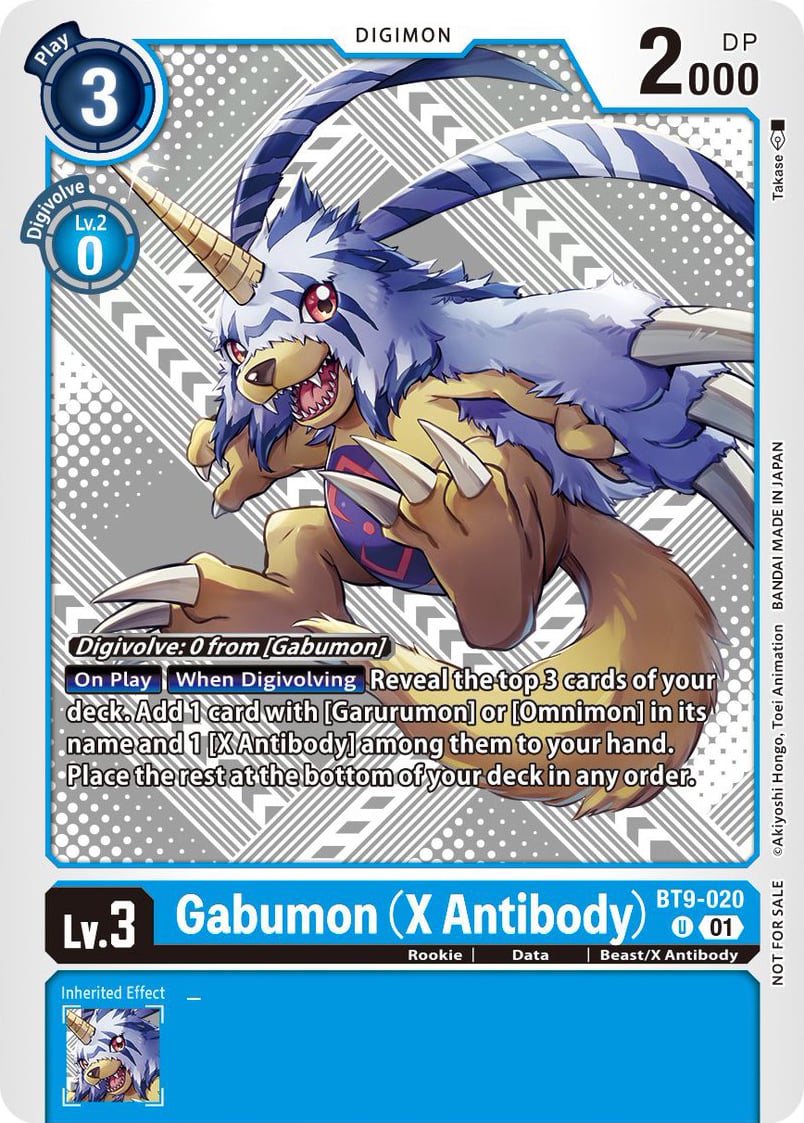 DIGIMON
Play
3
DP
2000
Digivolve
Lv.2
0
Takase
Digivolve: 0 from [Gabumon]
On Play When Digivolving Reveal the top 3 cards of your
deck. Add 1 card with [Garurumon] or [Omnimon] in its
name and 1 [X Antibody] among them to your hand.
Place the rest at the bottom of your deck in any order.
©Akiyoshi Hongo, Toei Animation BANDAI MADE IN JAPAN
NOT FOR SALE
Lv.3
Gabumon (X Antibody)
BT9-020
U 01
Rookie | Data | Beast/X Antibody
Inherited Effect –